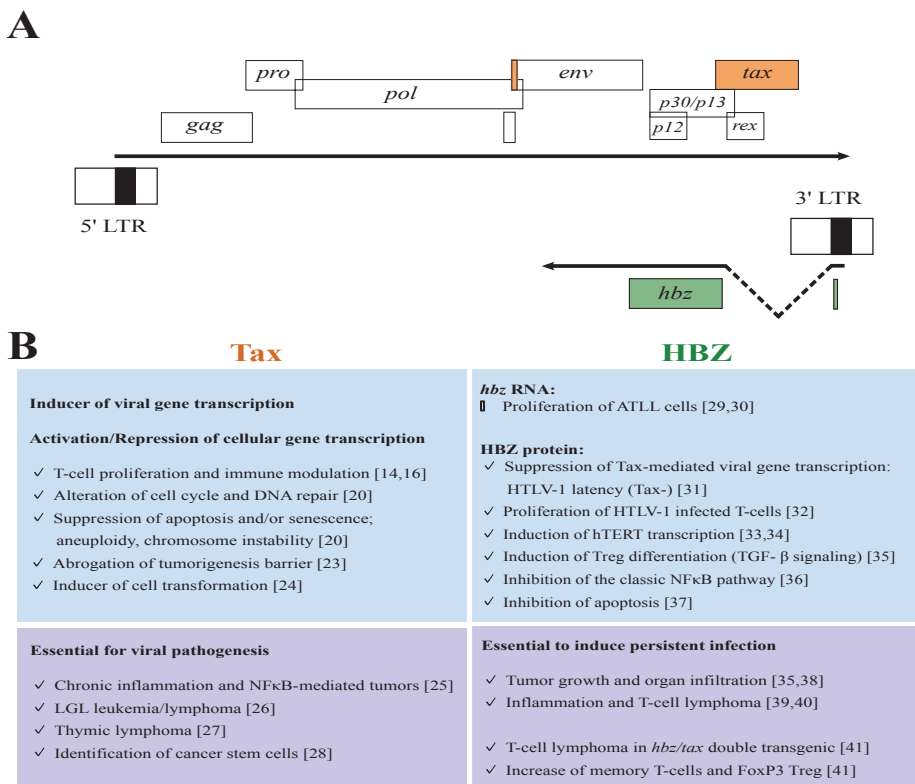 A
pro
env
tax
pol
p30/p13
gag
p12
rex
5' LTR
3' LTR
hbz
B
Tax
HBZ
Inducer of viral gene transcription
Activation/Repression of cellular gene transcription
✓ T-cell proliferation and immune modulation [14,16]
✓ Alteration of cell cycle and DNA repair [20]
✓ Suppression of apoptosis and/or senescence;
aneuploidy, chromosome instability [20]
✓ Abrogation of tumorigenesis barrier [23]
✓ Inducer of cell transformation [24]
hbz RNA:
▯ Proliferation of ATLL cells [29,30]
HBZ protein:
✓ Suppression of Tax-mediated viral gene transcription:
HTLV-1 latency (Tax-) [31]
✓ Proliferation of HTLV-1 infected T-cells [32]
✓ Induction of hTERT transcription [33,34]
✓ Induction of Treg differentiation (TGF- β signaling) [35]
✓ Inhibition of the classic NFκB pathway [36]
✓ Inhibition of apoptosis [37]
Essential for viral pathogenesis
✓ Chronic inflammation and NFκB-mediated tumors [25]
✓ LGL leukemia/lymphoma [26]
✓ Thymic lymphoma [27]
✓ Identification of cancer stem cells [28]
Essential to induce persistent infection
✓ Tumor growth and organ infiltration [35,38]
✓ Inflammation and T-cell lymphoma [39,40]
✓ T-cell lymphoma in hbz/tax double transgenic [41]
✓ Increase of memory T-cells and FoxP3 Treg [41]